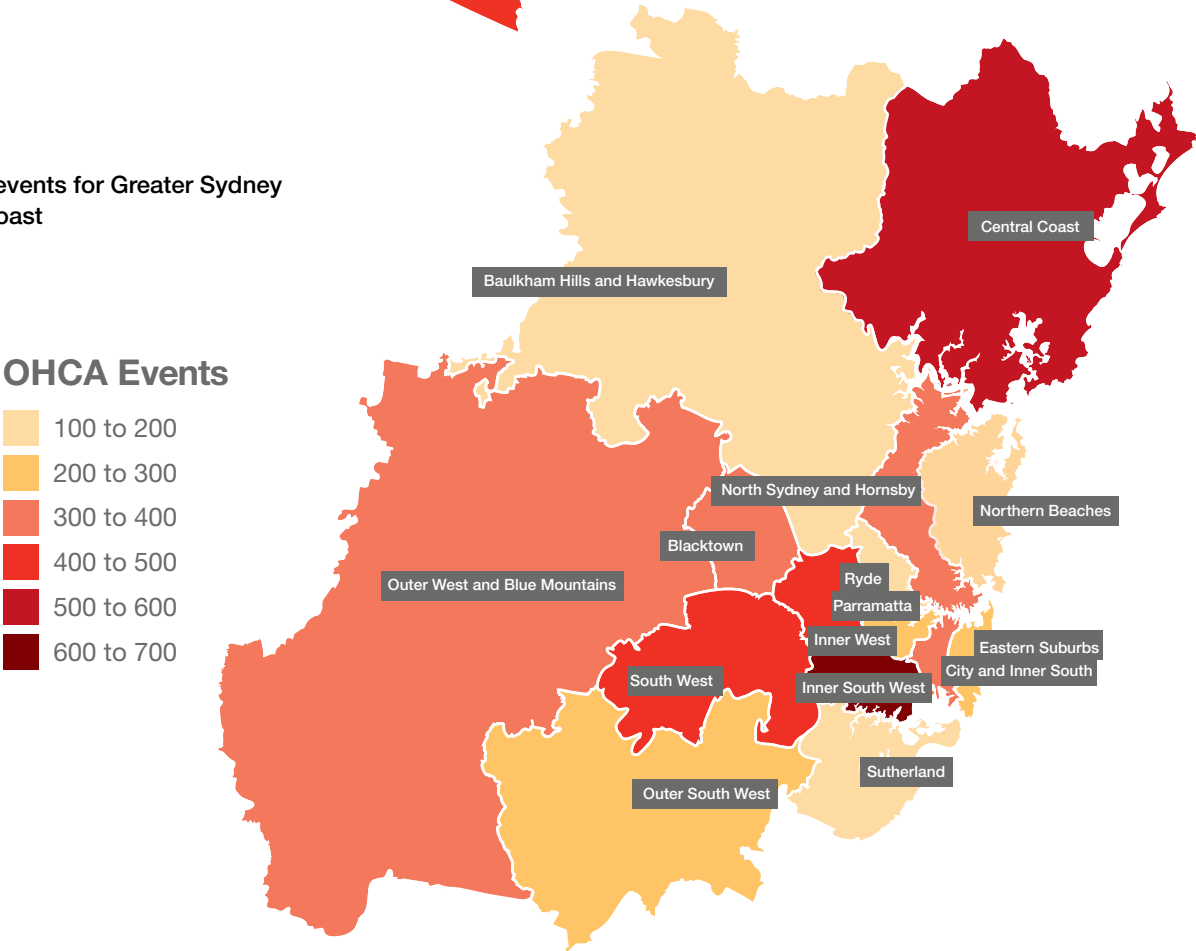 events for Greater Sydney
oast
Central Coast
Baulkham Hills and Hawkesbury
OHCA Events
100 to 200
200 to 300
300 to 400
400 to 500
500 to 600
600 to 700
North Sydney and Hornsby
Northern Beaches
Blacktown
Outer West and Blue Mountains
Ryde
Parramatta
Inner West
Eastern Suburbs
City and Inner South
South West
Inner South West
Sutherland
Outer South West